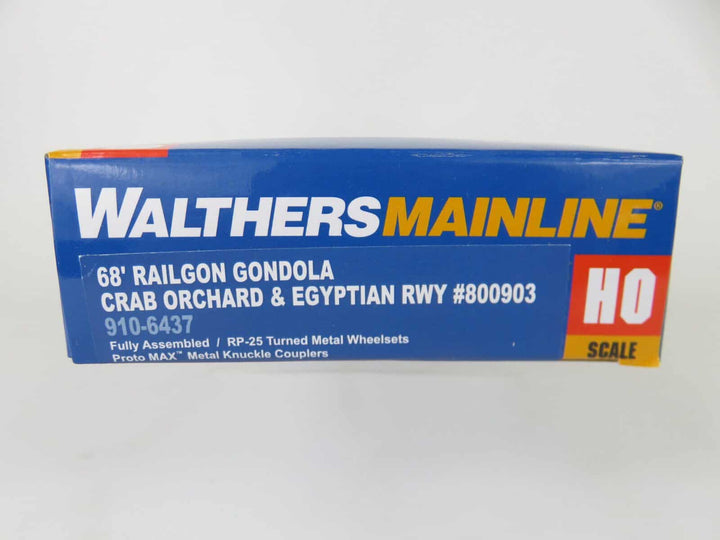 WALTHERSMAINLINE®
68' RAILGON GONDOLA
CRAB ORCHARD & EGYPTIAN RWY #800903
910-6437
Fully Assembled / RP-25 Turned Metal Wheelsets
Proto MAX™ Metal Knuckle Couplers
HO
SCALE